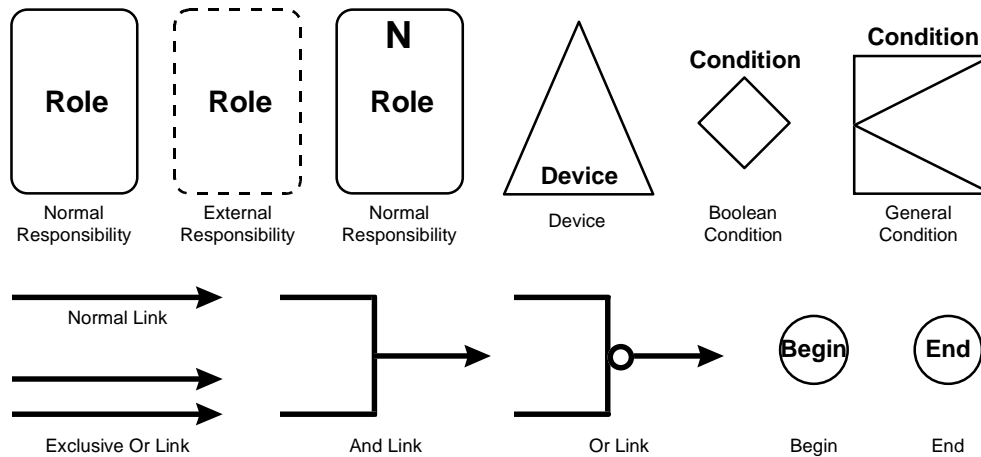 N
Condition
Condition
Role
Role
Role
Device
Normal
Responsibility
External
Responsibility
Normal
Responsibility
Device
Boolean
Condition
General
Condition
Normal Link
Begin
End
Exclusive Or Link
And Link
Or Link
Begin
End